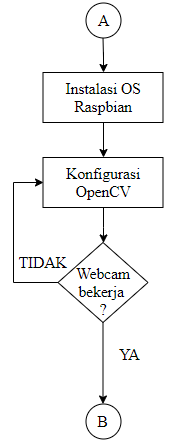 A
Instalasi OS
Raspbian
Konfigurasi
OpenCV
TIDAK
Webcam
bekerja
?
YA
B